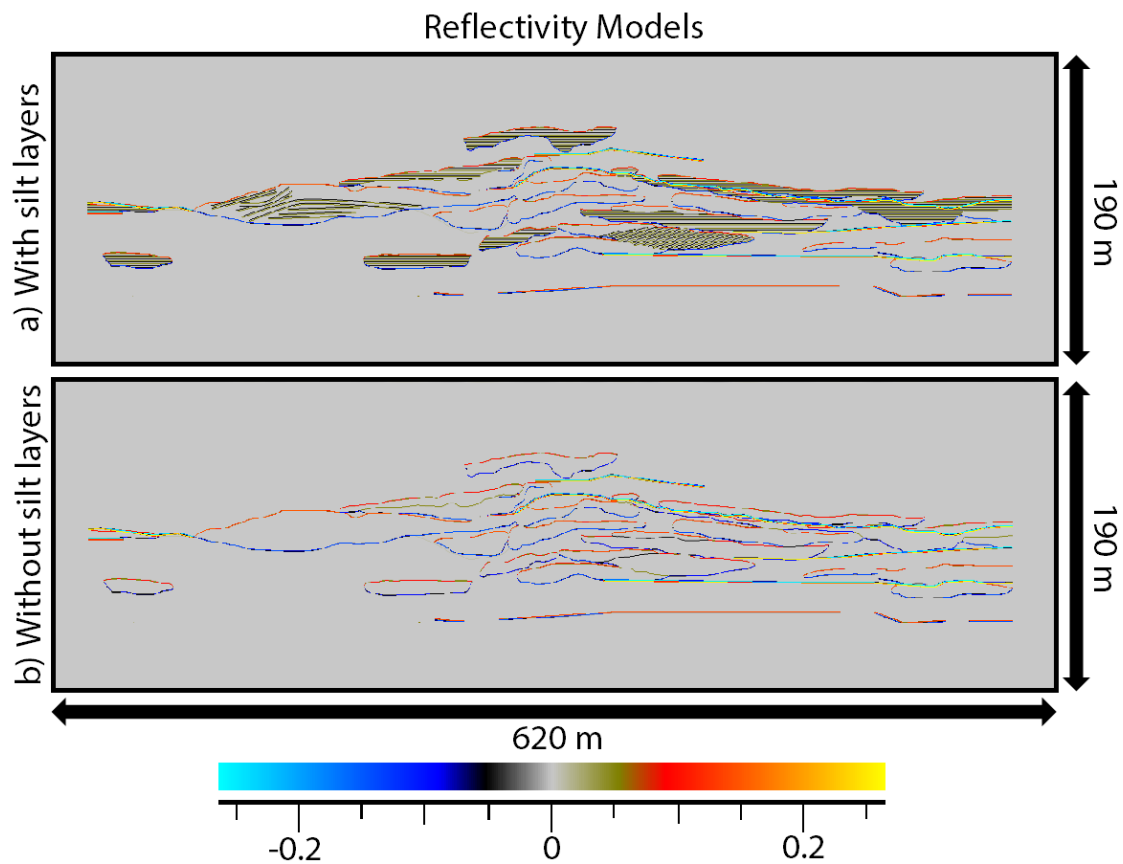 Reflectivity Models
a) With silt layers
190 m
b) Without silt layers
190 m
620 m
-0.2 0 0.2